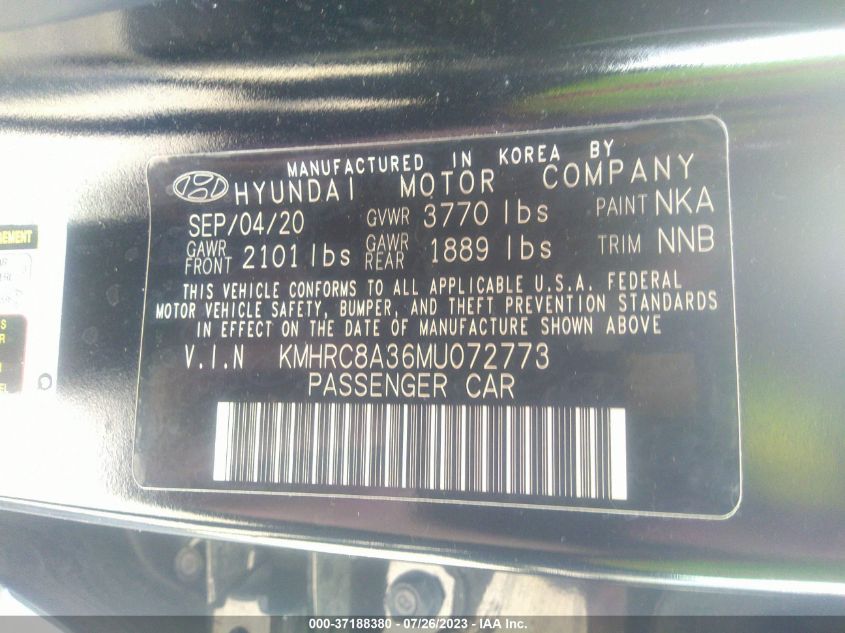 MANUFACTURED IN KOREA BY
HYUNDAI MOTOR COMPANY
SEP/04/20 GVWR 3770 lbs PAINT NKA
GAWR FRONT 2101 lbs GAWR REAR 1889 lbs TRIM NNB
THIS VEHICLE CONFORMS TO ALL APPLICABLE U.S.A. FEDERAL
MOTOR VEHICLE SAFETY, BUMPER, AND THEFT PREVENTION STANDARDS
IN EFFECT ON THE DATE OF MANUFACTURE SHOWN ABOVE
V.I.N KMHRC8A36MU072773
PASSENGER CAR
000-37188380 - 07/26/2023 - IAA Inc.